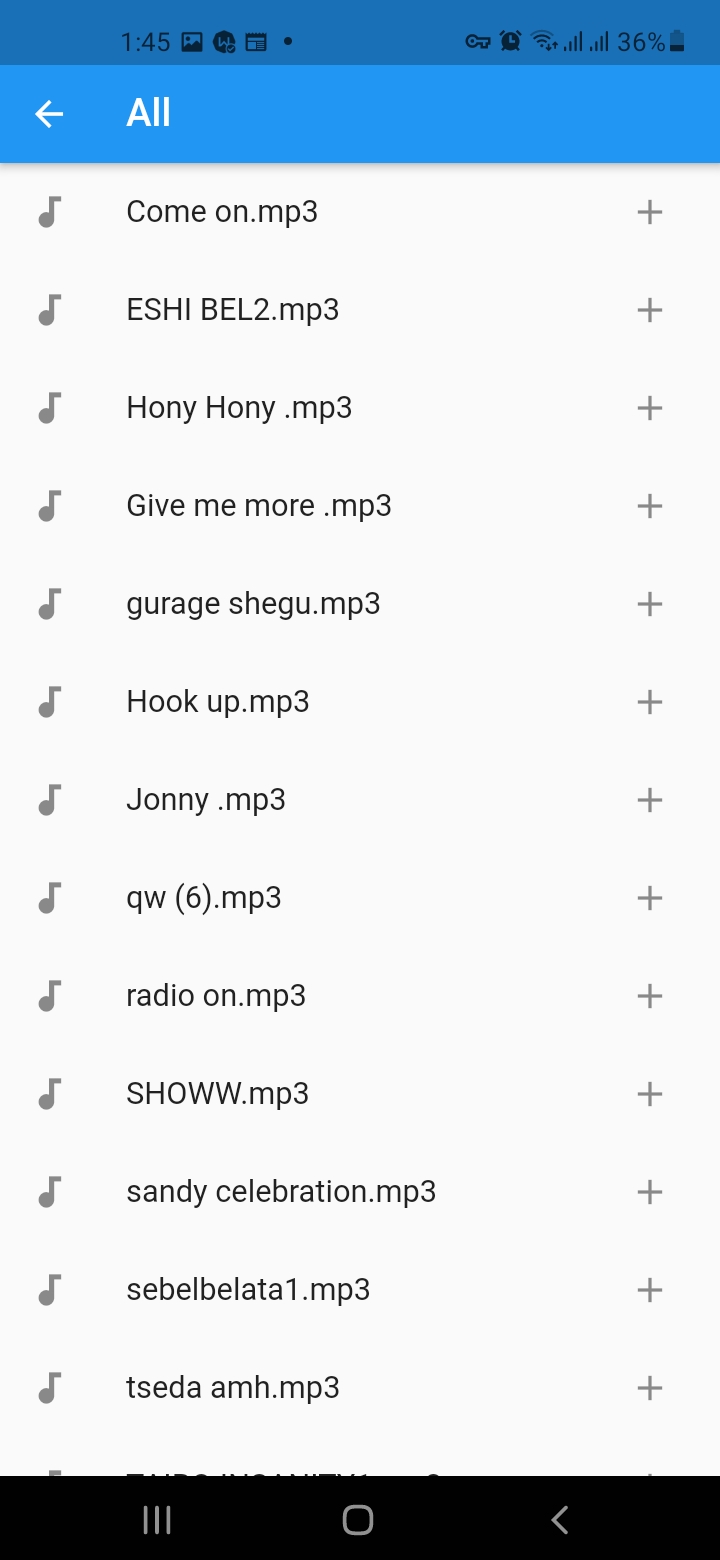 1:45
36%
All
Come on.mp3
ESHI BEL2.mp3
Hony Hony .mp3
Give me more .mp3
gurage shegu.mp3
Hook up.mp3
Jonny .mp3
qw (6).mp3
radio on.mp3
SHOWW.mp3
sandy celebration.mp3
sebelbelata1.mp3
tseda amh.mp3